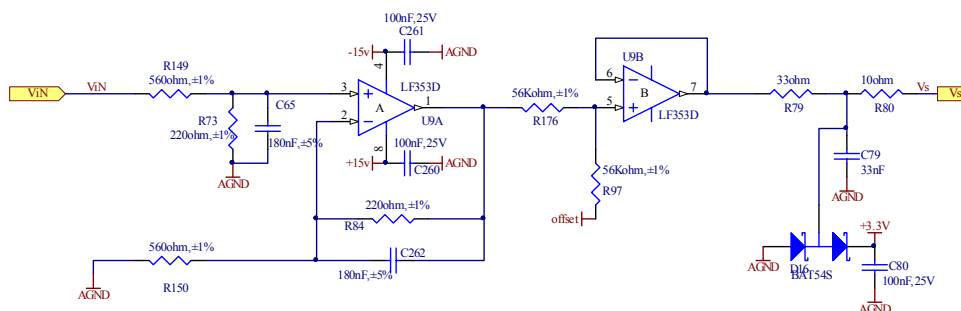 100nF,25V
C261
-15v
AGND
U9B
R149
560ohm,±1%
ViN
ViN
4
LF353D
6
7
B
33ohm
10ohm
Vs
Vs
3
A
1
56Kohm,±1%
5
R79
R80
R73
C65
2
U9A
R176
LF353D
220ohm,±1%
180nF,±5%
100nF,25V
8
+15v
AGND
C260
56Kohm,±1%
R97
C79
33nF
AGND
AGND
220ohm,±1%
R84
offset
+3.3V
560ohm,±1%
C262
AGND
D16
BAT54S
C80
100nF,25V
180nF,±5%
R150
AGND
AGND